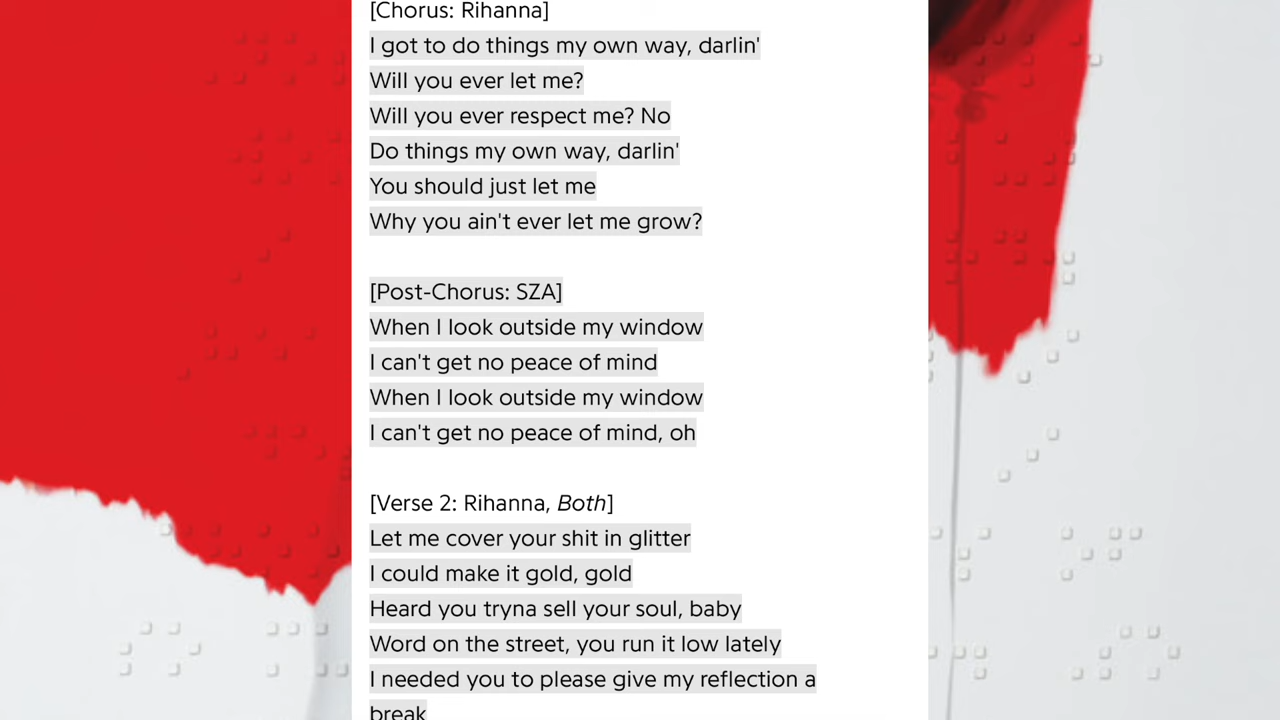 [Chorus: Rihanna]
I got to do things my own way, darlin'
Will you ever let me?
Will you ever respect me? No
Do things my own way, darlin'
You should just let me
Why you ain't ever let me grow?
[Post-Chorus: SZA]
When I look outside my window
I can't get no peace of mind
When I look outside my window
I can't get no peace of mind, oh
[Verse 2: Rihanna, Both]
Let me cover your shit in glitter
I could make it gold, gold
Heard you tryna sell your soul, baby
Word on the street, you run it low lately
I needed you to please give my reflection a
break